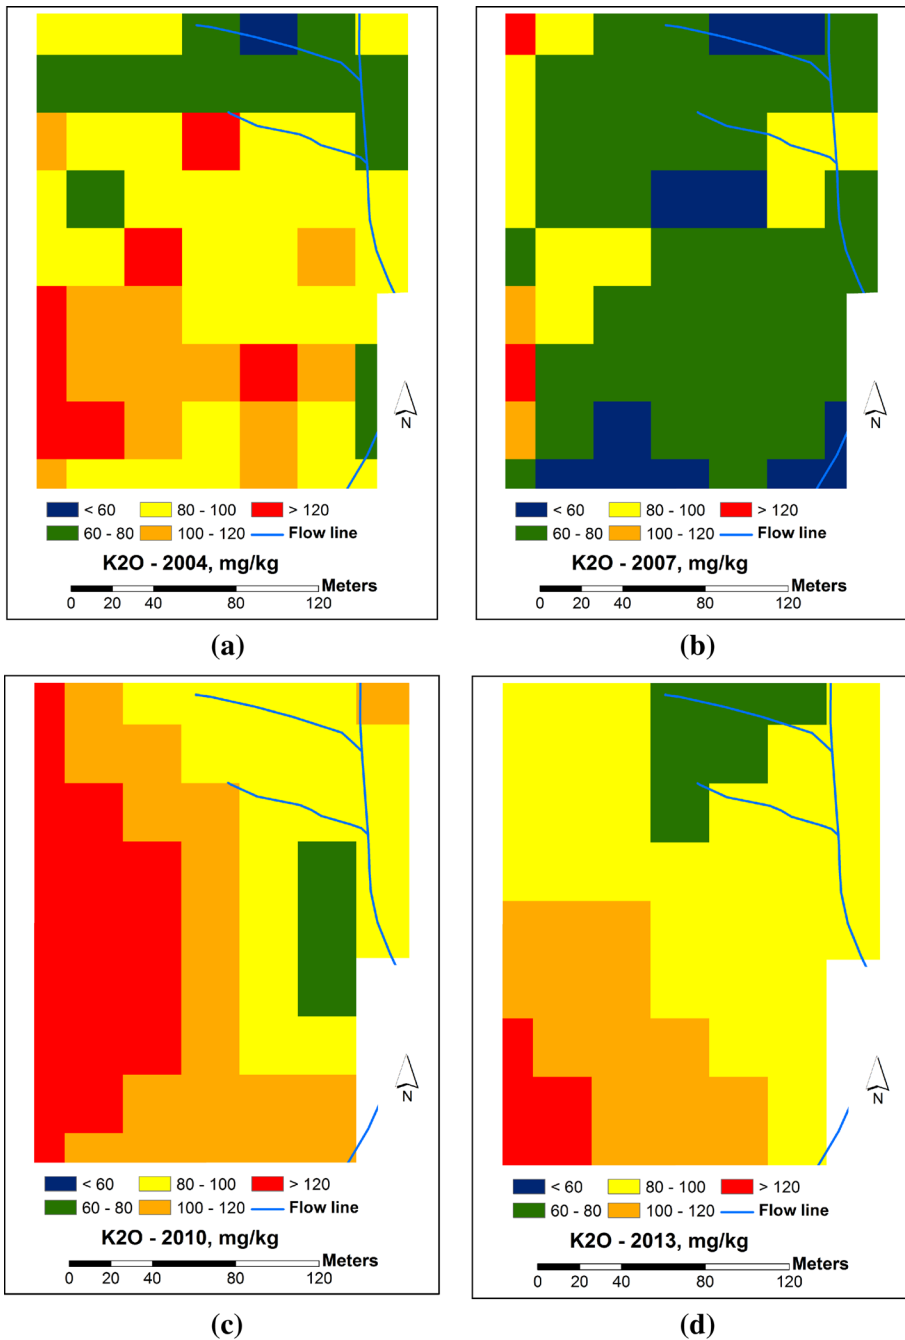 (a)
N
< 60 80 - 100 > 120
60 - 80 100 - 120 Flow line
K2O - 2004, mg/kg
Meters
0 20 40 80 120
(a)
N
< 60 80 - 100 > 120
60 - 80 100 - 120 Flow line
K2O - 2007, mg/kg
Meters
0 20 40 80 120
(b)
N
< 60 80 - 100 > 120
60 - 80 100 - 120 Flow line
K2O - 2010, mg/kg
Meters
0 20 40 80 120
(c)
N
< 60 80 - 100 > 120
60 - 80 100 - 120 Flow line
K2O - 2013, mg/kg
Meters
0 20 40 80 120
(d)